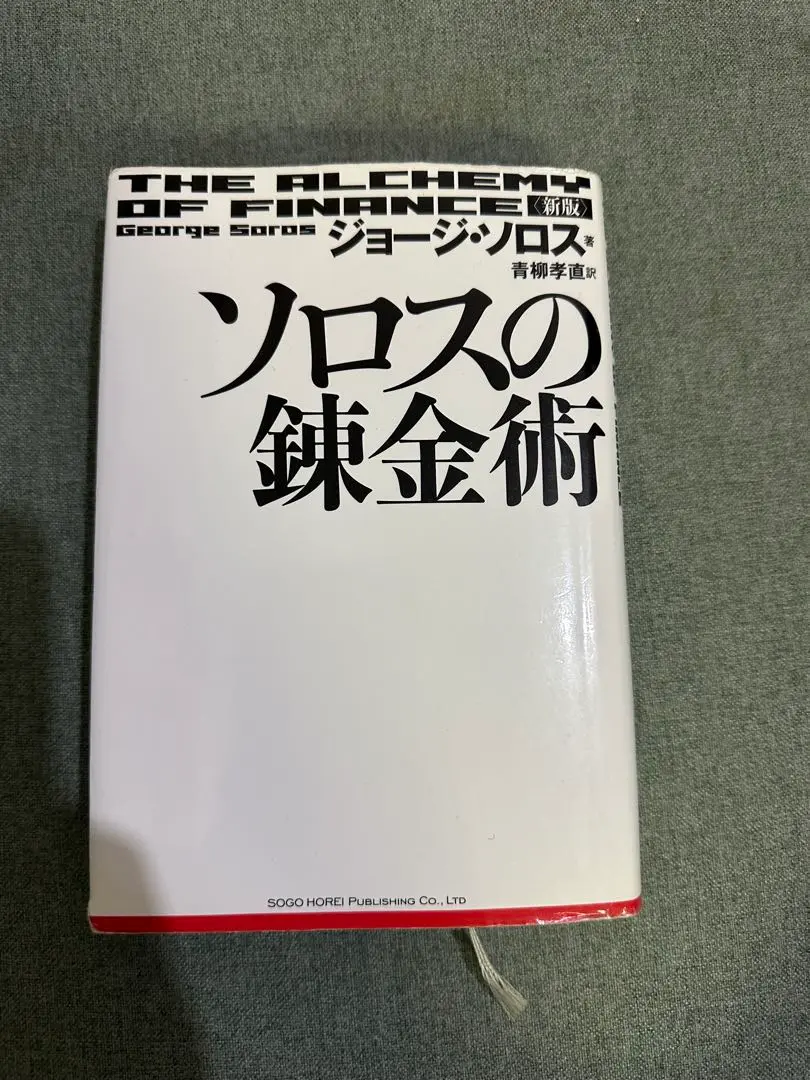 THE ALCHEMY
OF FINANCE〈新版〉
George Soros ジョージ・ソロス 著
青柳孝直 訳
ソロスの
錬金術
SOGO HOREI PUBLISHING CO., LTD